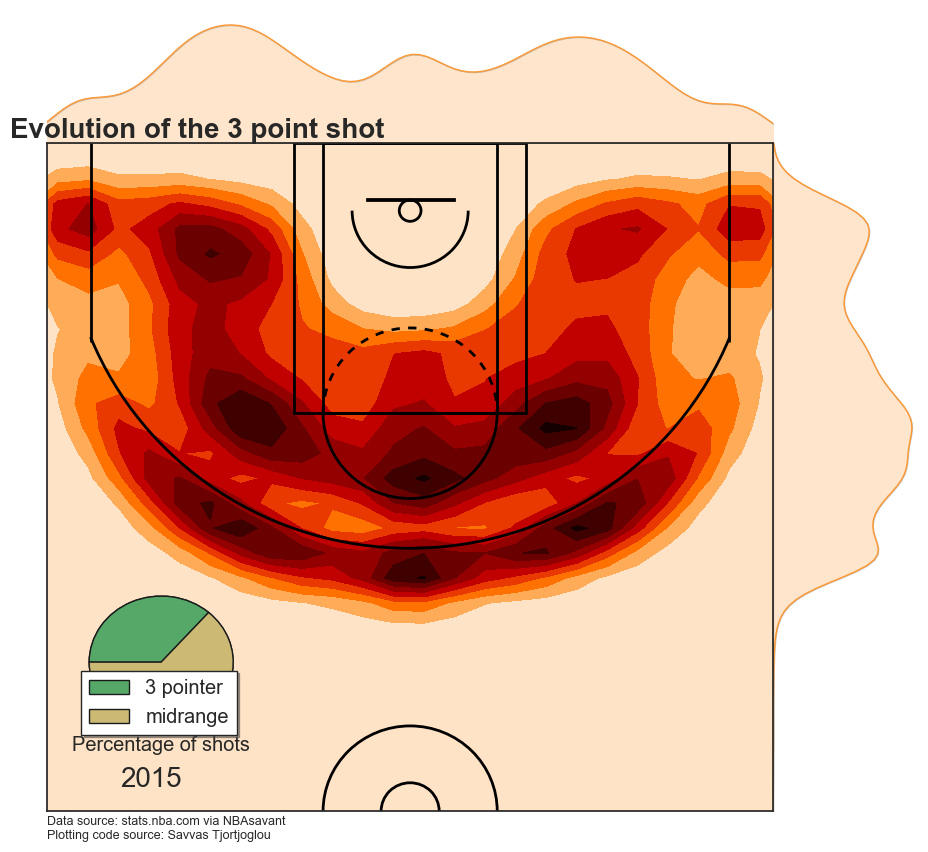 Evolution of the 3 point shot
3 pointer
midrange
Percentage of shots
2015
Data source: stats.nba.com via NBAsavant
Plotting code source: Savvas Tjortjoglou